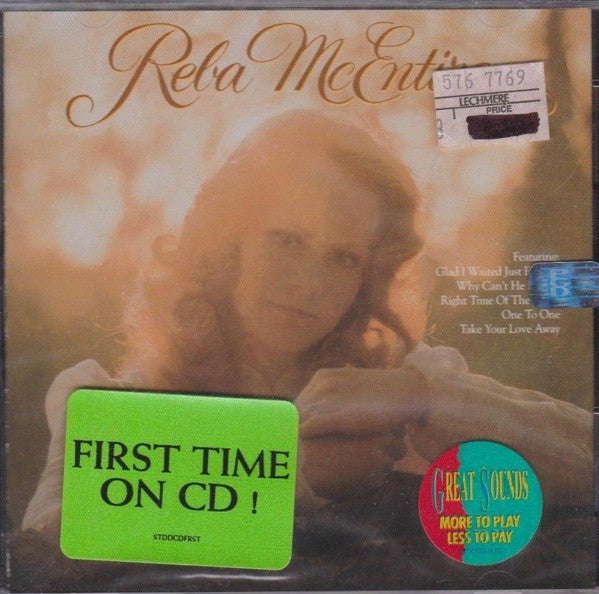 Reba McEntire
576 7769
LECHMERE
PRICE
Featuring:
Glad I Waited Just
Why Can't He
Right Time Of The
One To One
Take Your Love Away
FIRST TIME
ON CD !
STDDCDFRST
GREAT SOUNDS
MORE TO PLAY
LESS TO PAY